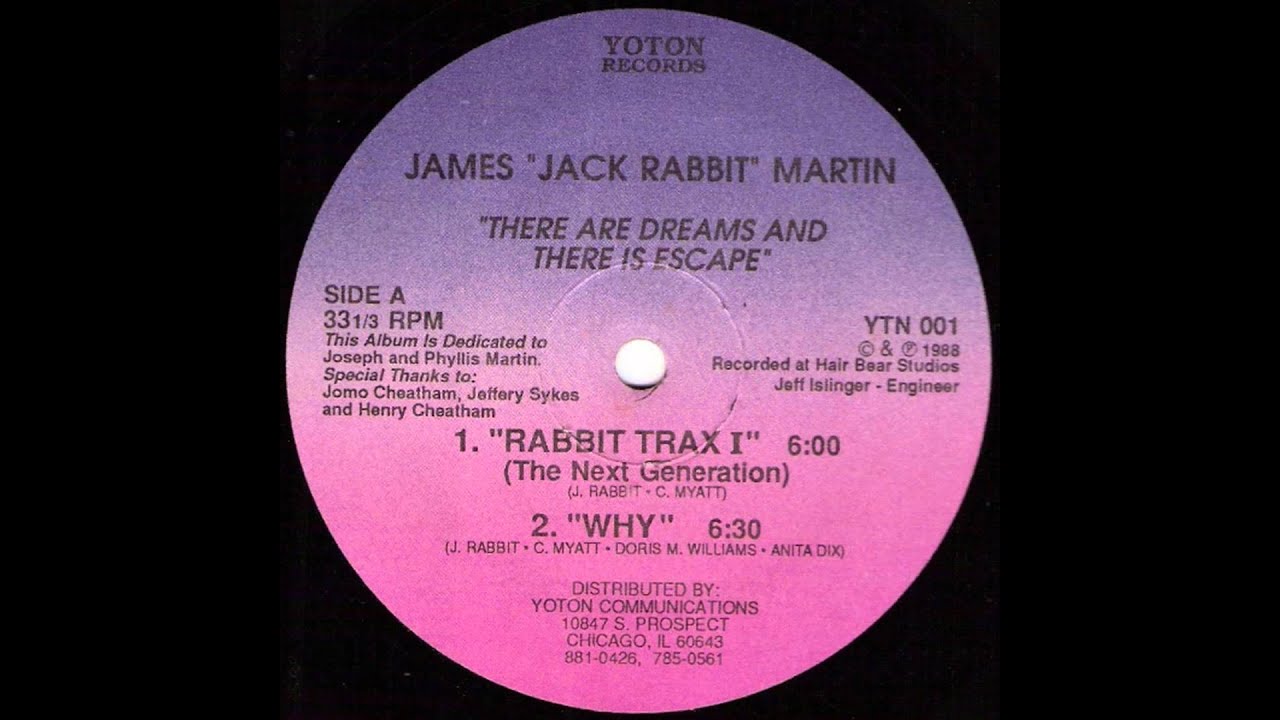 YOTON
RECORDS
JAMES "JACK RABBIT" MARTIN
"THERE ARE DREAMS AND
THERE IS ESCAPE"
SIDE A
33 1/3 RPM
This Album Is Dedicated to
Joseph and Phyllis Martin.
Special Thanks to:
Jomo Cheatham, Jeffery Sykes
and Henry Cheatham
YTN 001
© & ℗ 1988
Recorded at Hair Bear Studios
Jeff Islinger - Engineer
1. "RABBIT TRAX I" 6:00
(The Next Generation)
(J. RABBIT • C. MYATT)
2. "WHY" 6:30
(J. RABBIT • C. MYATT • DORIS M. WILLIAMS • ANITA DIX)
DISTRIBUTED BY:
YOTON COMMUNICATIONS
10847 S. PROSPECT
CHICAGO, IL 60643
881-0426, 785-0561